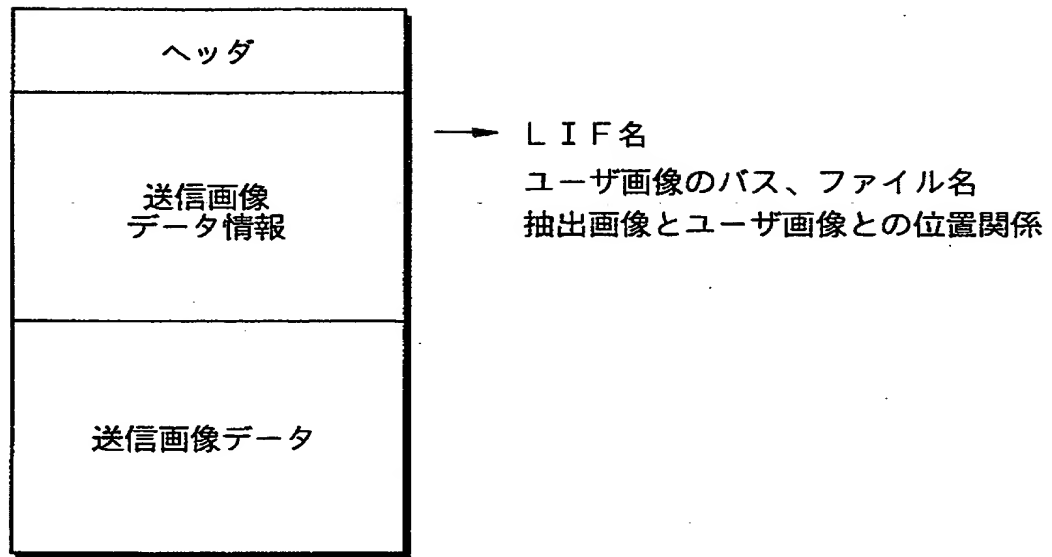 ヘッダ
送信画像
データ情報
送信画像データ
ＬＩＦ名
ユーザ画像のバス、ファイル名
抽出画像とユーザ画像との位置関係